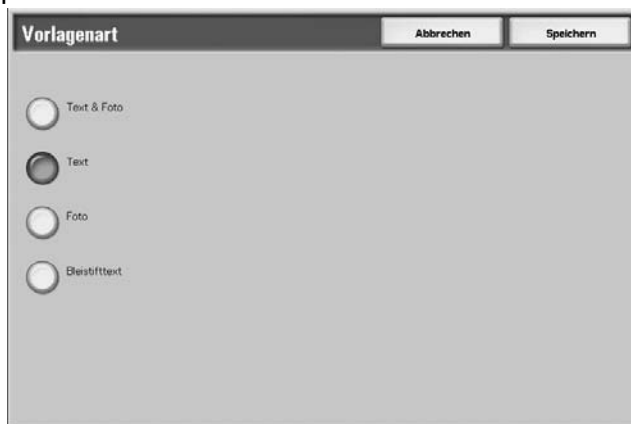 Vorlagenart
Abbrechen
Speichern
Text & Foto
Text
Foto
Bleistifttext